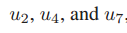 u₂, u₄, and u₇,